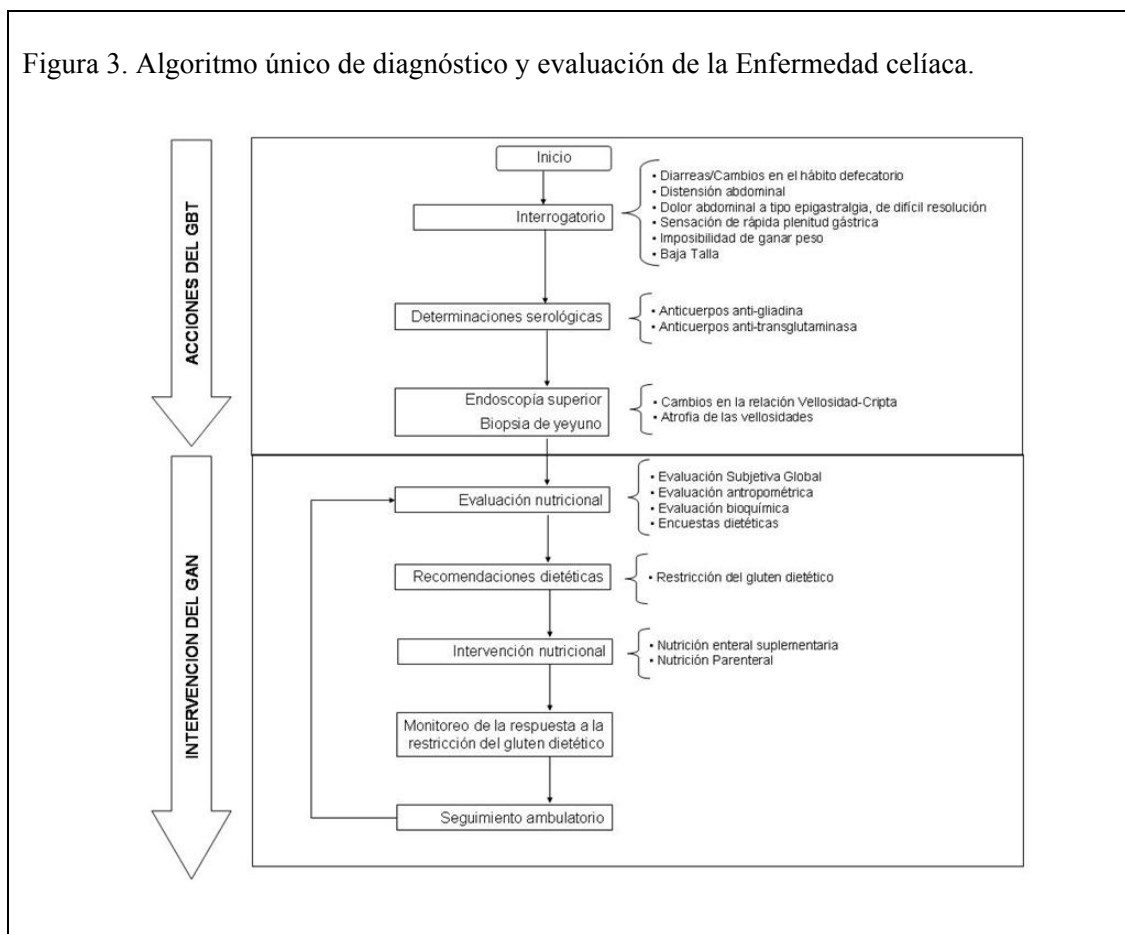 Figura 3. Algoritmo único de diagnóstico y evaluación de la Enfermedad celíaca.
ACCIONES DEL GBT
Inicio
Interrogatorio
• Diarreas/Cambios en el hábito defecatorio
• Distensión abdominal
• Dolor abdominal a tipo epigastralgia, de difícil resolución
• Sensación de rápida plenitud gástrica
• Imposibilidad de ganar peso
• Baja Talla
Determinaciones serológicas
• Anticuerpos anti-gliadina
• Anticuerpos anti-transglutaminasa
Endoscopía superior
Biopsia de yeyuno
• Cambios en la relación Vellosidad-Cripta
• Atrofia de las vellosidades
INTERVENCION DEL GAN
Evaluación nutricional
• Evaluación Subjetiva Global
• Evaluación antropométrica
• Evaluación bioquímica
• Encuestas dietéticas
Recomendaciones dietéticas
• Restricción del gluten dietético
Intervención nutricional
• Nutrición enteral suplementaria
• Nutrición Parenteral
Monitoreo de la respuesta a la
restricción del gluten dietético
Seguimiento ambulatorio